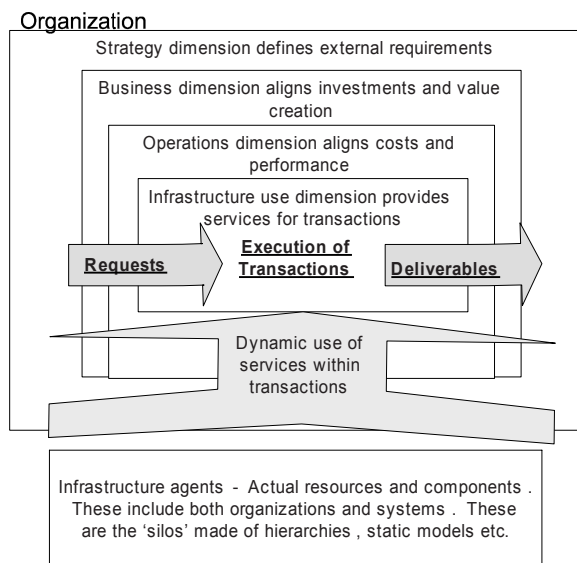 Organization
Strategy dimension defines external requirements
Business dimension aligns investments and value
creation
Operations dimension aligns costs and
performance
Infrastructure use dimension provides
services for transactions
Requests
Execution of
Transactions
Deliverables
Dynamic use of
services within
transactions
Infrastructure agents - Actual resources and components .
These include both organizations and systems . These
are the ‘silos’ made of hierarchies , static models etc.